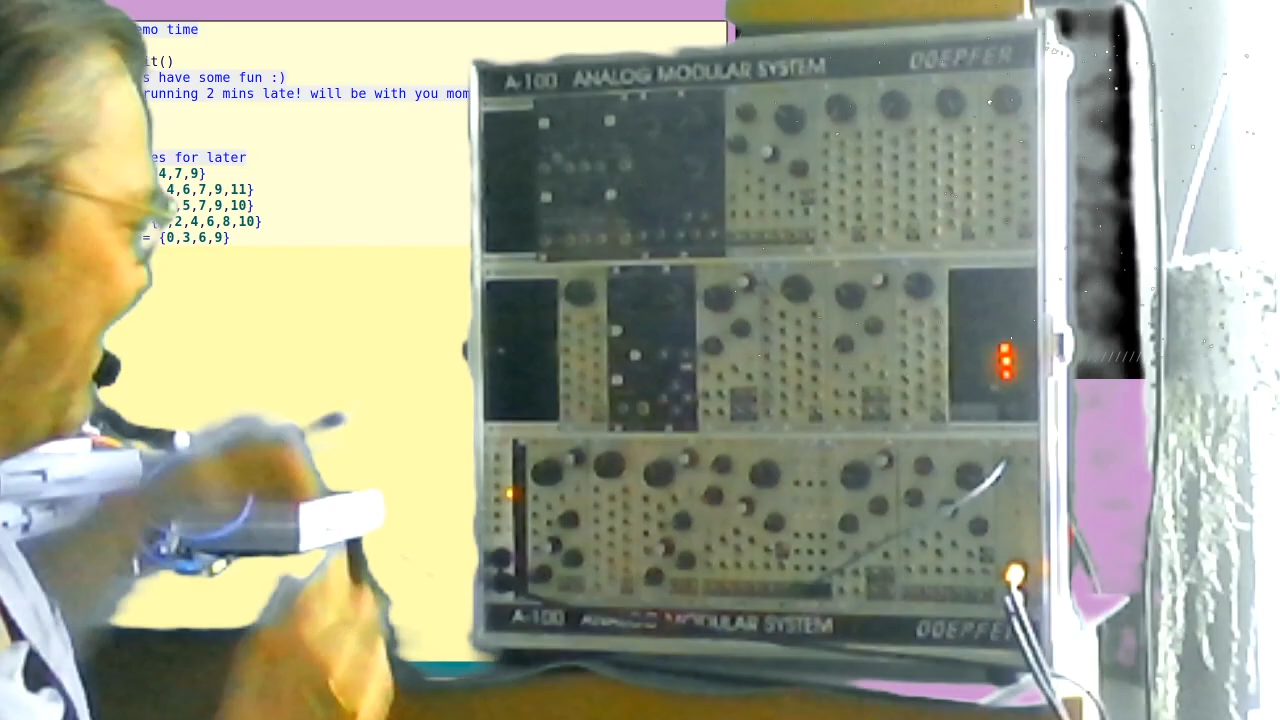 emo time
it()
s have some fun :)
running 2 mins late! will be with you mom
es for later
4,7,9}
4,6,7,9,11}
,5,7,9,10}
,2,4,6,8,10}
= {0,3,6,9}
A-100 ANALOG MODULAR SYSTEM DOEPFER
A-100 ANALOG MODULAR SYSTEM DOEPFER